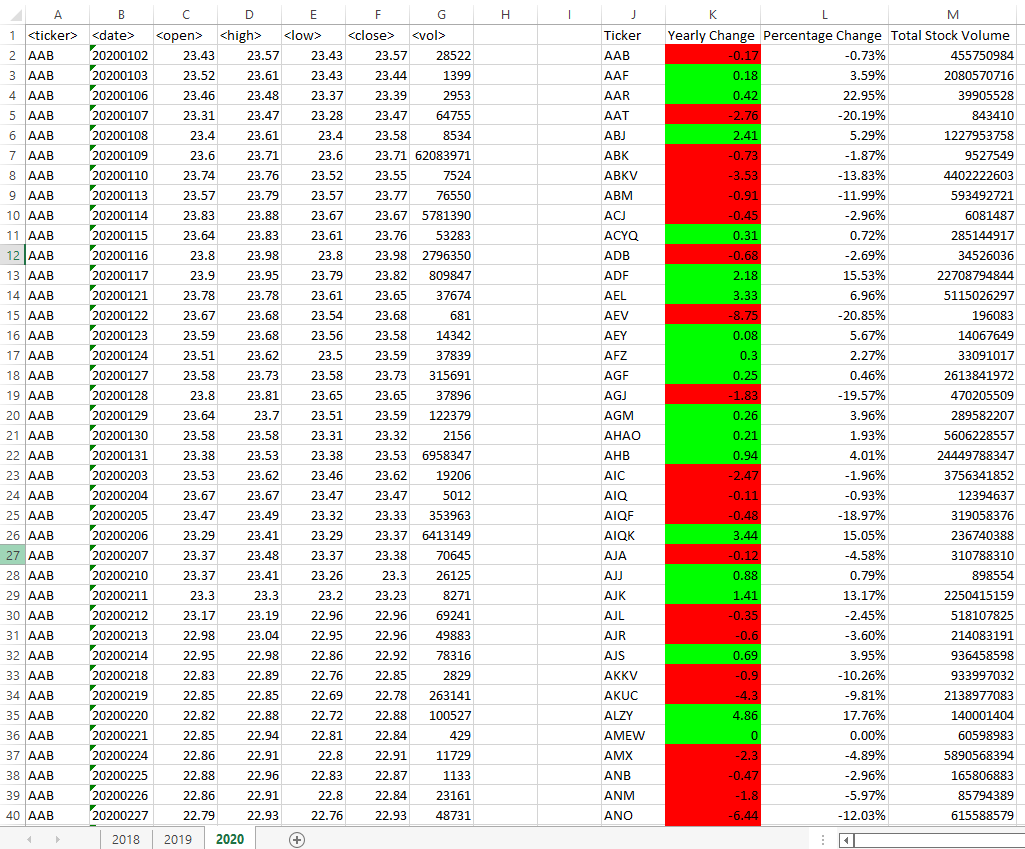 A B C D E F G H I J K L M
1 <ticker> <date> <open> <high> <low> <close> <vol> Ticker Yearly Change Percentage Change Total Stock Volume
2 AAB 20200102 23.43 23.57 23.43 23.57 28522 AAB -0.17 -0.73% 455750984
3 AAB 20200103 23.52 23.61 23.43 23.44 1399 AAF 0.18 3.59% 2080570716
4 AAB 20200106 23.46 23.48 23.37 23.39 2953 AAR 0.42 22.95% 39905528
5 AAB 20200107 23.31 23.47 23.28 23.47 64755 AAT -2.76 -20.19% 843410
6 AAB 20200108 23.4 23.61 23.4 23.58 8534 ABJ 2.41 5.29% 1227953758
7 AAB 20200109 23.6 23.71 23.6 23.71 62083971 ABK -0.73 -1.87% 9527549
8 AAB 20200110 23.74 23.76 23.52 23.55 7524 ABKV -3.53 -13.83% 4402222603
9 AAB 20200113 23.57 23.79 23.57 23.77 76550 ABM -0.91 -11.99% 593492721
10 AAB 20200114 23.83 23.88 23.67 23.67 5781390 ACJ -0.45 -2.96% 6081487
11 AAB 20200115 23.64 23.83 23.61 23.76 53283 ACYQ 0.31 0.72% 285144917
12 AAB 20200116 23.8 23.98 23.8 23.98 2796350 ADB -0.68 -2.69% 34526036
13 AAB 20200117 23.9 23.95 23.79 23.82 809847 ADF 2.18 15.53% 22708794844
14 AAB 20200121 23.78 23.78 23.61 23.65 37674 AEL 3.33 6.96% 5115026297
15 AAB 20200122 23.67 23.68 23.54 23.68 681 AEV -8.75 -20.85% 196083
16 AAB 20200123 23.59 23.68 23.56 23.58 14342 AEY 0.08 5.67% 14067649
17 AAB 20200124 23.51 23.62 23.5 23.59 37839 AFZ 0.3 2.27% 33091017
18 AAB 20200127 23.58 23.73 23.58 23.73 315691 AGF 0.25 0.46% 2613841972
19 AAB 20200128 23.8 23.81 23.65 23.65 37896 AGJ -1.83 -19.57% 470205509
20 AAB 20200129 23.64 23.7 23.51 23.59 122379 AGM 0.26 3.96% 289582207
21 AAB 20200130 23.58 23.58 23.31 23.32 2156 AHAO 0.21 1.93% 5606228557
22 AAB 20200131 23.38 23.53 23.38 23.53 6958347 AHB 0.94 4.01% 24449788347
23 AAB 20200203 23.53 23.62 23.46 23.62 19206 AIC -2.47 -1.96% 3756341852
24 AAB 20200204 23.67 23.67 23.47 23.47 5012 AIQ -0.11 -0.93% 12394637
25 AAB 20200205 23.47 23.49 23.32 23.33 353963 AIQF -0.48 -18.97% 319058376
26 AAB 20200206 23.29 23.41 23.29 23.37 6413149 AIQK 3.44 15.05% 236740388
27 AAB 20200207 23.37 23.48 23.37 23.38 70645 AJA -0.12 -4.58% 310788310
28 AAB 20200210 23.37 23.41 23.26 23.3 26125 AJJ 0.88 0.79% 898554
29 AAB 20200211 23.3 23.3 23.2 23.23 8271 AJK 1.41 13.17% 2250415159
30 AAB 20200212 23.17 23.19 22.96 22.96 69241 AJL -0.35 -2.45% 518107825
31 AAB 20200213 22.98 23.04 22.95 22.96 49883 AJR -0.6 -3.60% 214083191
32 AAB 20200214 22.95 22.98 22.86 22.92 78316 AJS 0.69 3.95% 936458598
33 AAB 20200218 22.83 22.89 22.76 22.85 2829 AKKV -0.9 -10.26% 933997032
34 AAB 20200219 22.85 22.85 22.69 22.78 263141 AKUC -4.3 -9.81% 2138977083
35 AAB 20200220 22.82 22.88 22.72 22.88 100527 ALZY 4.86 17.76% 140001404
36 AAB 20200221 22.85 22.94 22.81 22.84 429 AMEW 0 0.00% 60598983
37 AAB 20200224 22.86 22.91 22.8 22.91 11729 AMX -2.3 -4.89% 5890568394
38 AAB 20200225 22.88 22.96 22.83 22.87 1133 ANB -0.47 -2.96% 165806883
39 AAB 20200226 22.86 22.91 22.8 22.84 23161 ANM -1.8 -5.97% 85794389
40 AAB 20200227 22.79 22.93 22.76 22.93 48731 ANO -6.44 -12.03% 615588579
2018 2019 2020